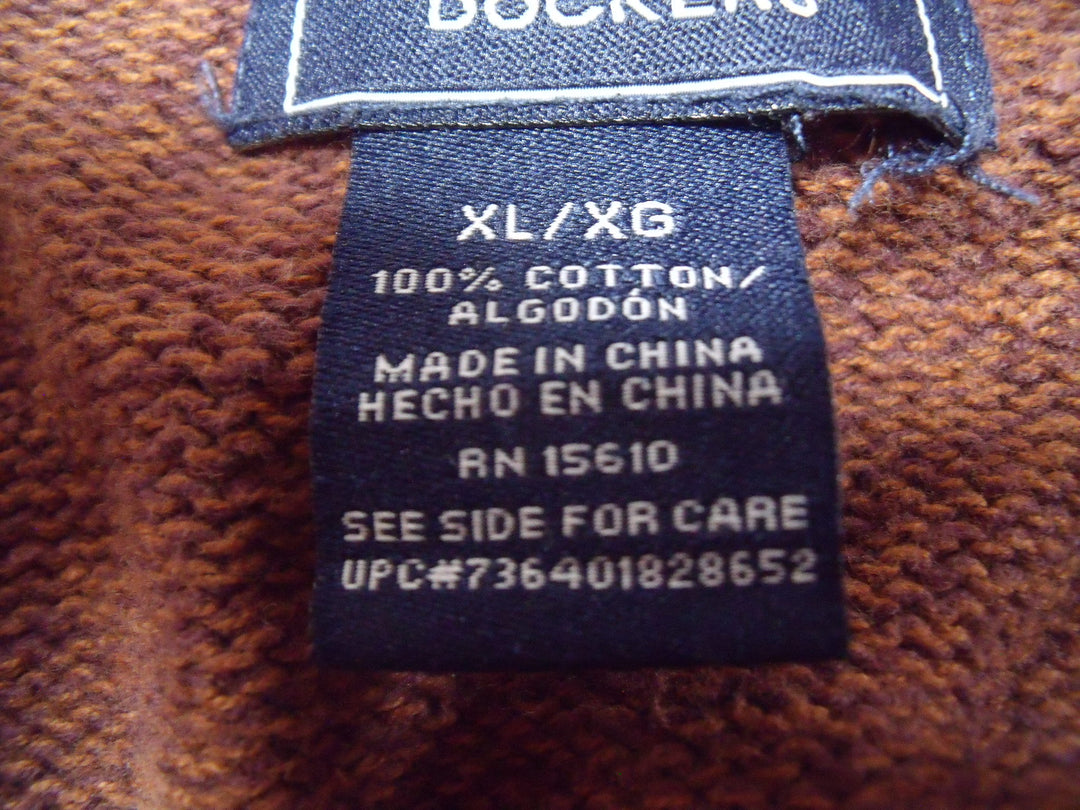 DOCKERS
XL/XG
100% COTTON/
ALGODÓN
MADE IN CHINA
HECHO EN CHINA
RN 15610
SEE SIDE FOR CARE
UPC#736401828652